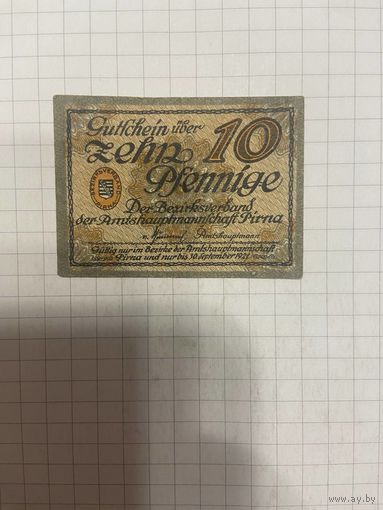 Gutschein über
zehn 10
Pfennige
Der Bezirksverband
der Amtshauptmannschaft Pirna
Amtshauptmann
Gültig nur im Bezirke der Amtshauptmannschaft
Pirna und nur bis 30. September 1921
www.ay.by